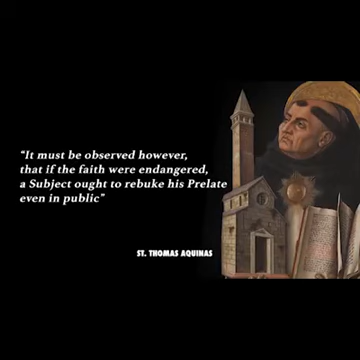 “It must be observed however,
that if the faith were endangered,
a Subject ought to rebuke his Prelate
even in public”
ST. THOMAS AQUINAS